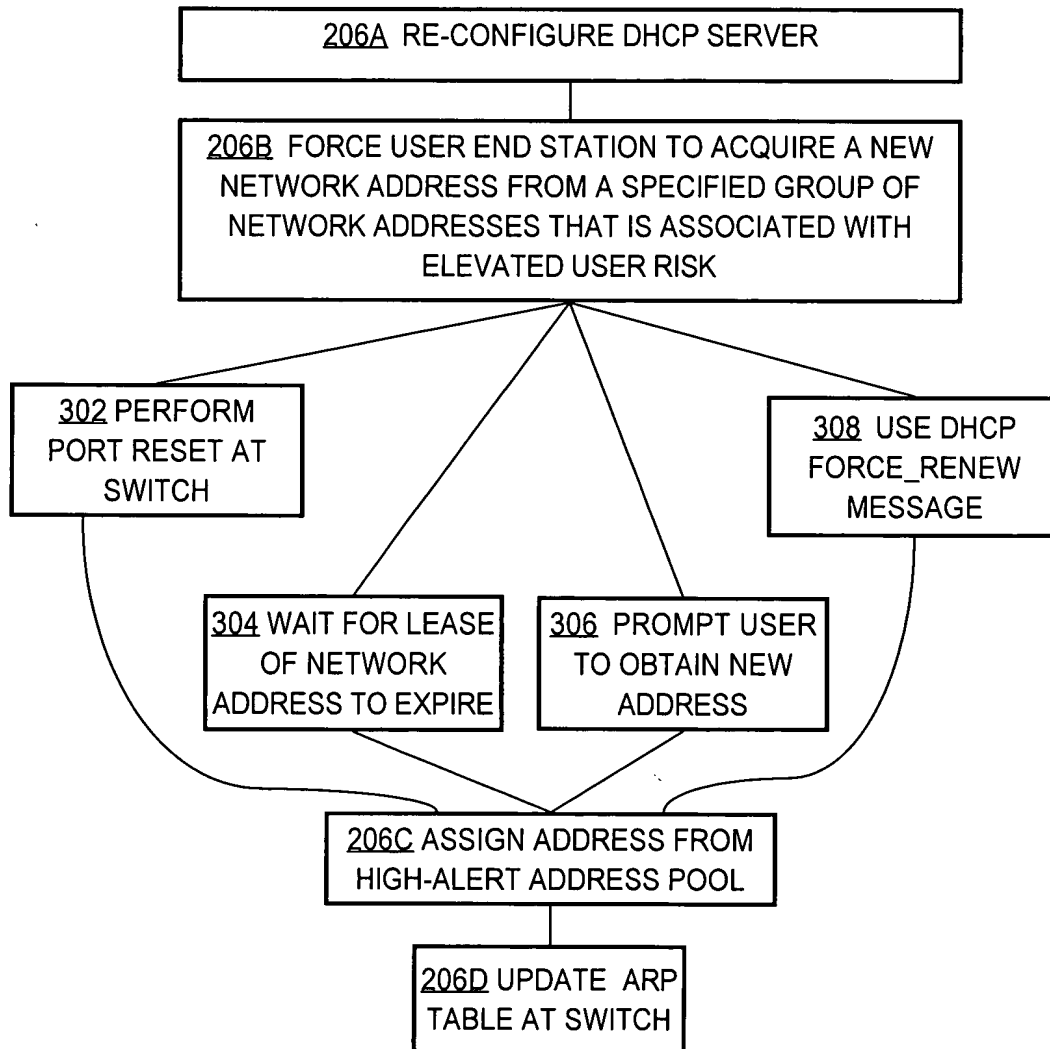 206A RE-CONFIGURE DHCP SERVER
206B FORCE USER END STATION TO ACQUIRE A NEW
NETWORK ADDRESS FROM A SPECIFIED GROUP OF
NETWORK ADDRESSES THAT IS ASSOCIATED WITH
ELEVATED USER RISK
302 PERFORM
PORT RESET AT
SWITCH
308 USE DHCP
FORCE_RENEW
MESSAGE
304 WAIT FOR LEASE
OF NETWORK
ADDRESS TO EXPIRE
306 PROMPT USER
TO OBTAIN NEW
ADDRESS
206C ASSIGN ADDRESS FROM
HIGH-ALERT ADDRESS POOL
206D UPDATE ARP
TABLE AT SWITCH